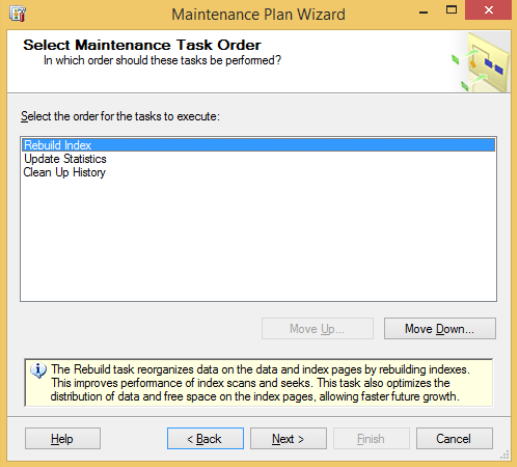 Maintenance Plan Wizard
Select Maintenance Task Order
In which order should these tasks be performed?
Select the order for the tasks to execute:
Rebuild Index
Update Statistics
Clean Up History
Move Up...
Move Down...
The Rebuild task reorganizes data on the data and index pages by rebuilding indexes.
This improves performance of index scans and seeks. This task also optimizes the
distribution of data and free space on the index pages, allowing faster future growth.
Help
< Back
Next >
Finish
Cancel